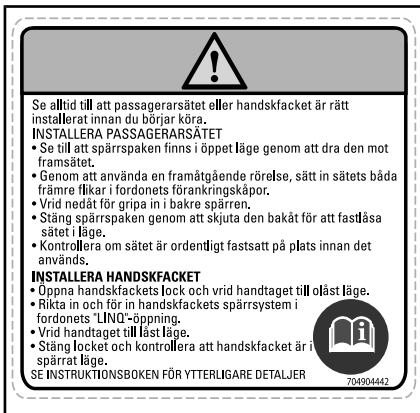 Se alltid till att passagerarsätet eller handskfacket är rätt
installerat innan du börjar köra.
INSTALLERA PASSAGERARSÄTET
• Se till att spärrspaken finns i öppet läge genom att dra den mot
framsätet.
• Genom att använda en framåtgående rörelse, sätt in sätets båda
främre flikar i fordonets förankringskåpor.
• Vrid nedåt för gripa in i bakre spärren.
• Stäng spärrspaken genom att skjuta den bakåt för att fastlåsa
sätet i läge.
• Kontrollera om sätet är ordentligt fastsatt på plats innan det
används.
INSTALLERA HANDSKFACKET
• Öppna handskfackets lock och vrid handtaget till olåst läge.
• Rikta in och för in handskfackets spärrsystem i
fordonets "LINQ"-öppning.
• Vrid handtaget till låst läge.
• Stäng locket och kontrollera att handskfacket är i
spärrat läge.
SE INSTRUKTIONSBOKEN FÖR YTTERLIGARE DETALJER
704904442